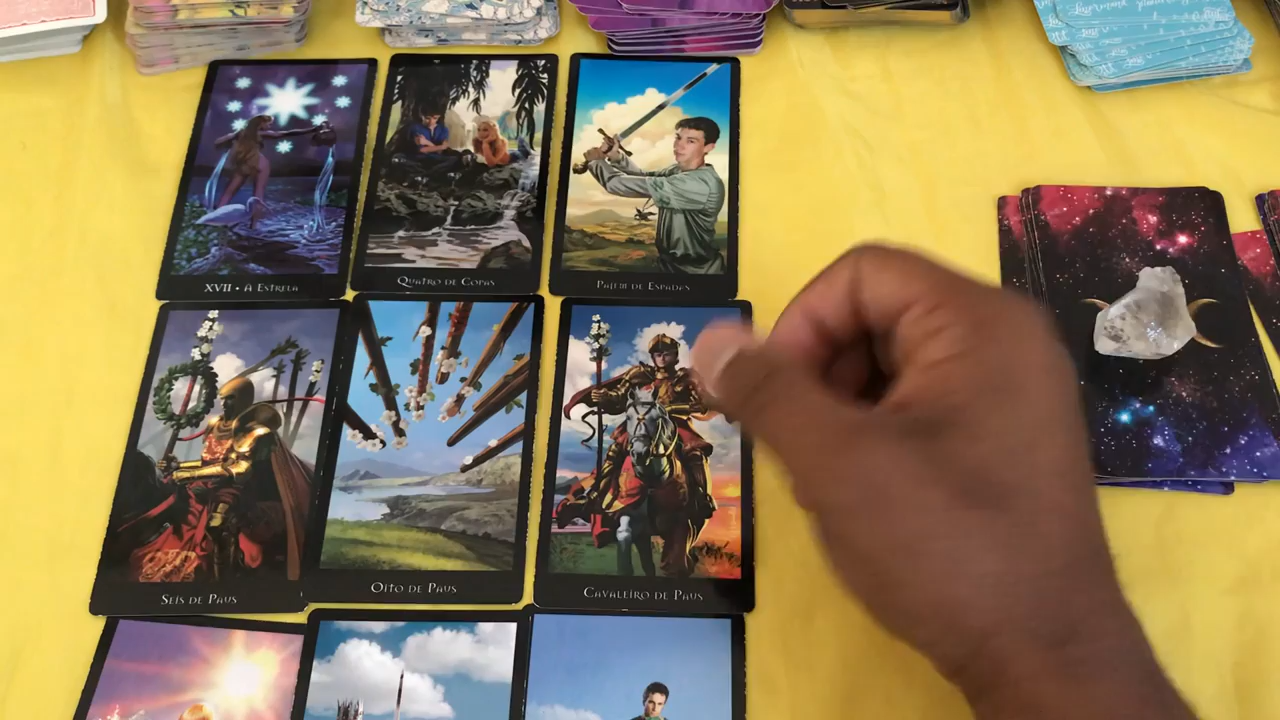 XVII • A Estrela
Quatro de Copas
Pajem de Espadas
Seis de Paus
Oito de Paus
Cavaleiro de Paus